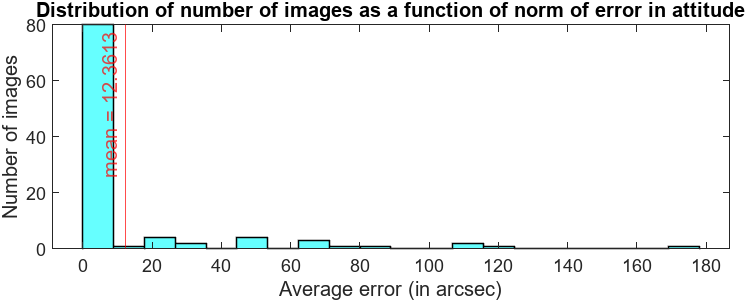 Distribution of number of images as a function of norm of error in attitude
80
60
40
20
0
Number of images
mean = 12.3613
0 20 40 60 80 100 120 140 160 180
Average error (in arcsec)